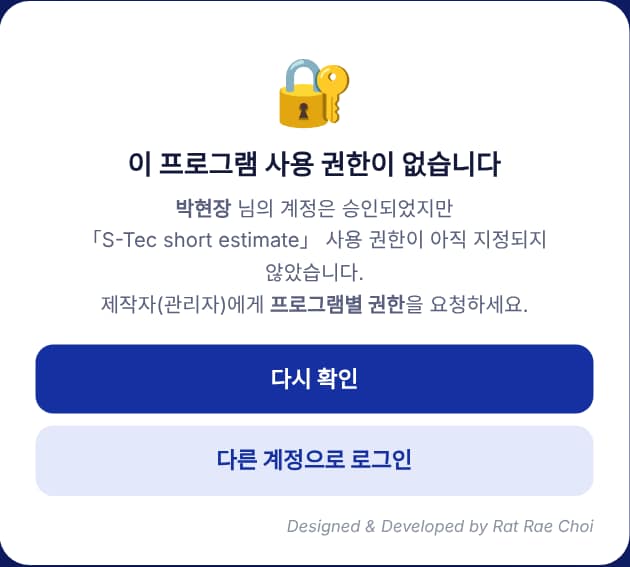 이 프로그램 사용 권한이 없습니다
박현장 님의 계정은 승인되었지만
「S-Tec short estimate」 사용 권한이 아직 지정되지
않았습니다.
제작자(관리자)에게 프로그램별 권한을 요청하세요.
다시 확인
다른 계정으로 로그인
Designed & Developed by Rat Rae Choi